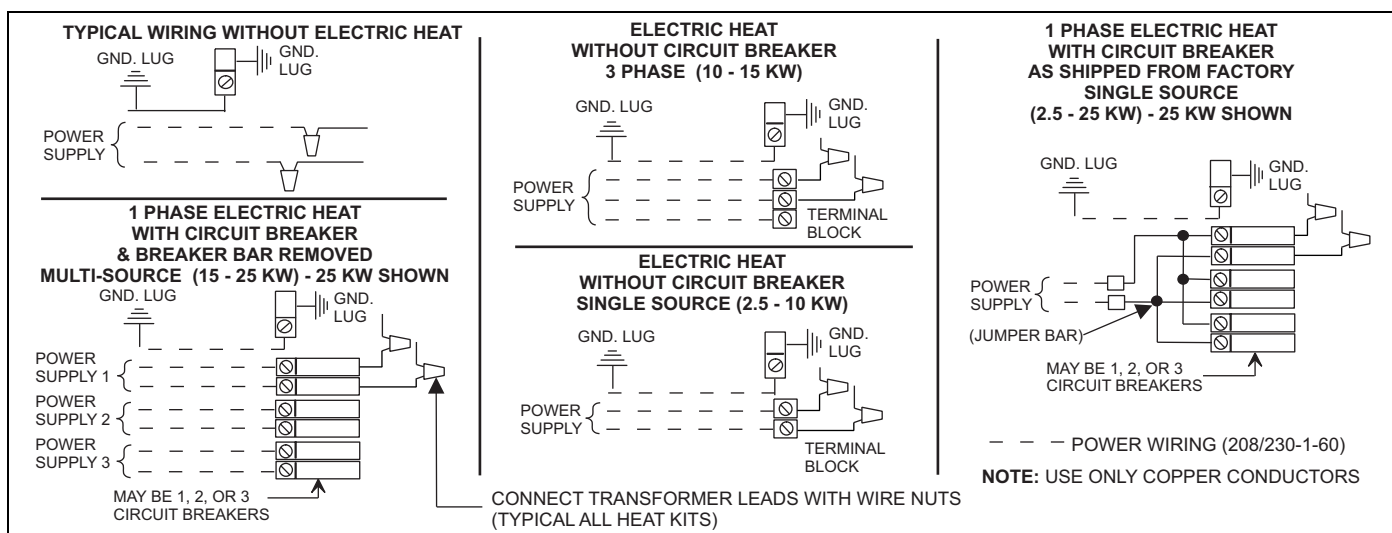 TYPICAL WIRING WITHOUT ELECTRIC HEAT
GND. LUG
GND.
LUG
POWER
SUPPLY
1 PHASE ELECTRIC HEAT
WITH CIRCUIT BREAKER
& BREAKER BAR REMOVED
MULTI-SOURCE (15 - 25 KW) - 25 KW SHOWN
GND. LUG
GND.
LUG
POWER
SUPPLY 1
POWER
SUPPLY 2
POWER
SUPPLY 3
MAY BE 1, 2, OR 3
CIRCUIT BREAKERS
CONNECT TRANSFORMER LEADS WITH WIRE NUTS
(TYPICAL ALL HEAT KITS)
ELECTRIC HEAT
WITHOUT CIRCUIT BREAKER
3 PHASE (10 - 15 KW)
GND. LUG
GND.
LUG
POWER
SUPPLY
TERMINAL
BLOCK
ELECTRIC HEAT
WITHOUT CIRCUIT BREAKER
SINGLE SOURCE (2.5 - 10 KW)
GND. LUG
GND.
LUG
POWER
SUPPLY
TERMINAL
BLOCK
1 PHASE ELECTRIC HEAT
WITH CIRCUIT BREAKER
AS SHIPPED FROM FACTORY
SINGLE SOURCE
(2.5 - 25 KW) - 25 KW SHOWN
GND. LUG
GND.
LUG
POWER
SUPPLY
(JUMPER BAR)
MAY BE 1, 2, OR 3
CIRCUIT BREAKERS
POWER WIRING (208/230-1-60)
NOTE: USE ONLY COPPER CONDUCTORS